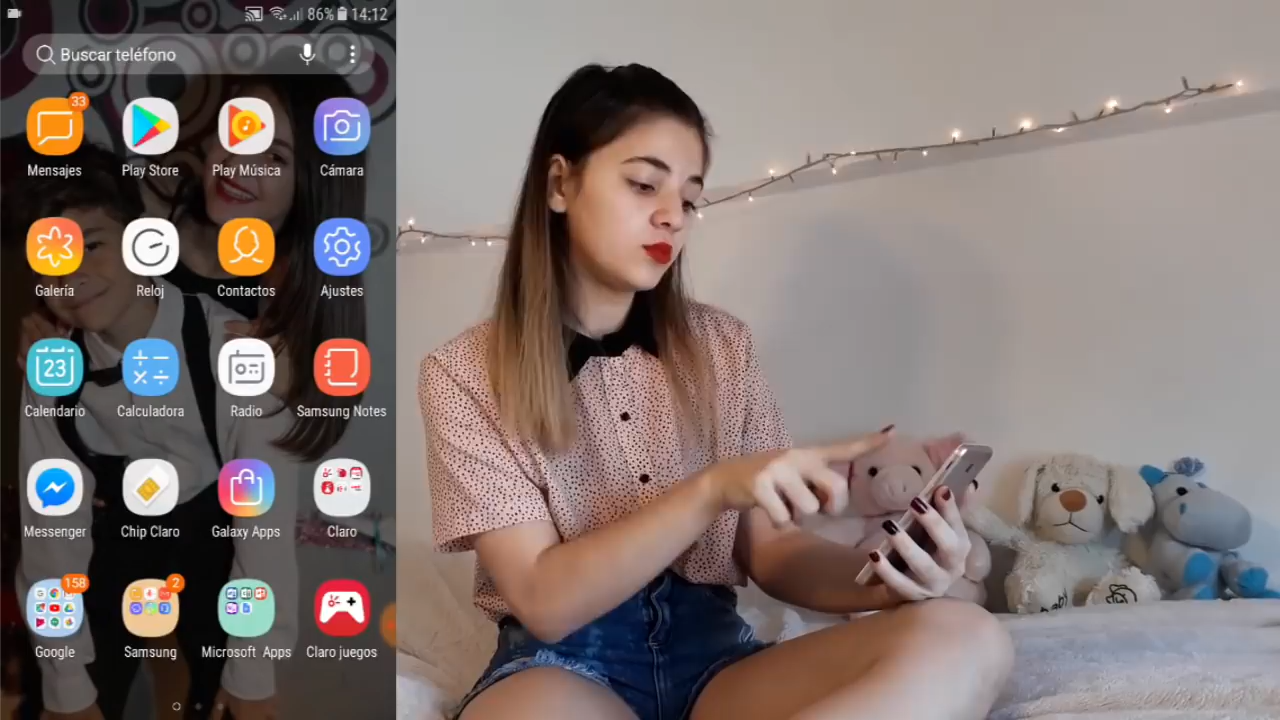 86% 14:12
Buscar teléfono
33
Mensajes Play Store Play Música Cámara
Galería Reloj Contactos Ajustes
23
Calendario Calculadora Radio Samsung Notes
Messenger Chip Claro Galaxy Apps Claro
158 2
Google Samsung Microsoft Apps Claro juegos